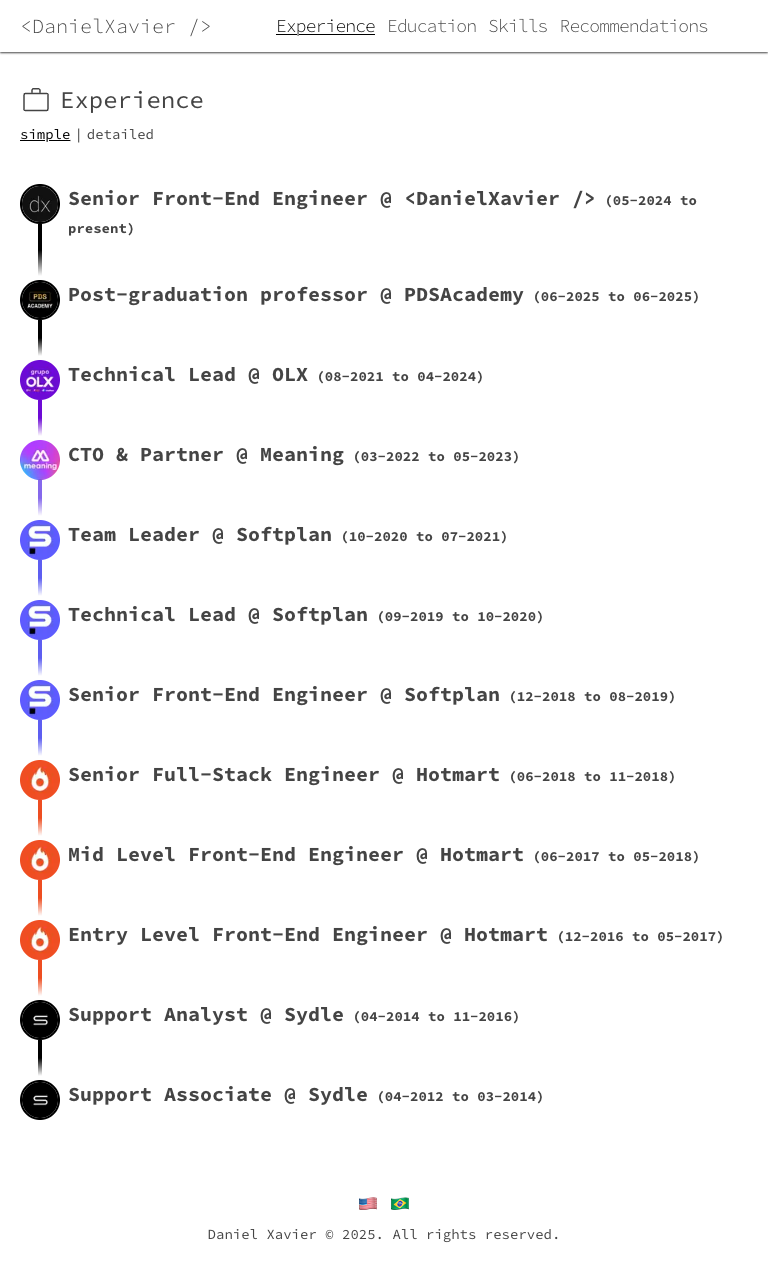 <DanielXavier />
Experience Education Skills Recommendations
Experience
simple | detailed
dx
Senior Front-End Engineer @ <DanielXavier /> (05-2024 to
present)
PDS
ACADEMY
Post-graduation professor @ PDSAcademy (06-2025 to 06-2025)
grupo
OLX
Technical Lead @ OLX (08-2021 to 04-2024)
meaning
CTO & Partner @ Meaning (03-2022 to 05-2023)
Team Leader @ Softplan (10-2020 to 07-2021)
Technical Lead @ Softplan (09-2019 to 10-2020)
Senior Front-End Engineer @ Softplan (12-2018 to 08-2019)
Senior Full-Stack Engineer @ Hotmart (06-2018 to 11-2018)
Mid Level Front-End Engineer @ Hotmart (06-2017 to 05-2018)
Entry Level Front-End Engineer @ Hotmart (12-2016 to 05-2017)
Support Analyst @ Sydle (04-2014 to 11-2016)
Support Associate @ Sydle (04-2012 to 03-2014)
Daniel Xavier © 2025. All rights reserved.